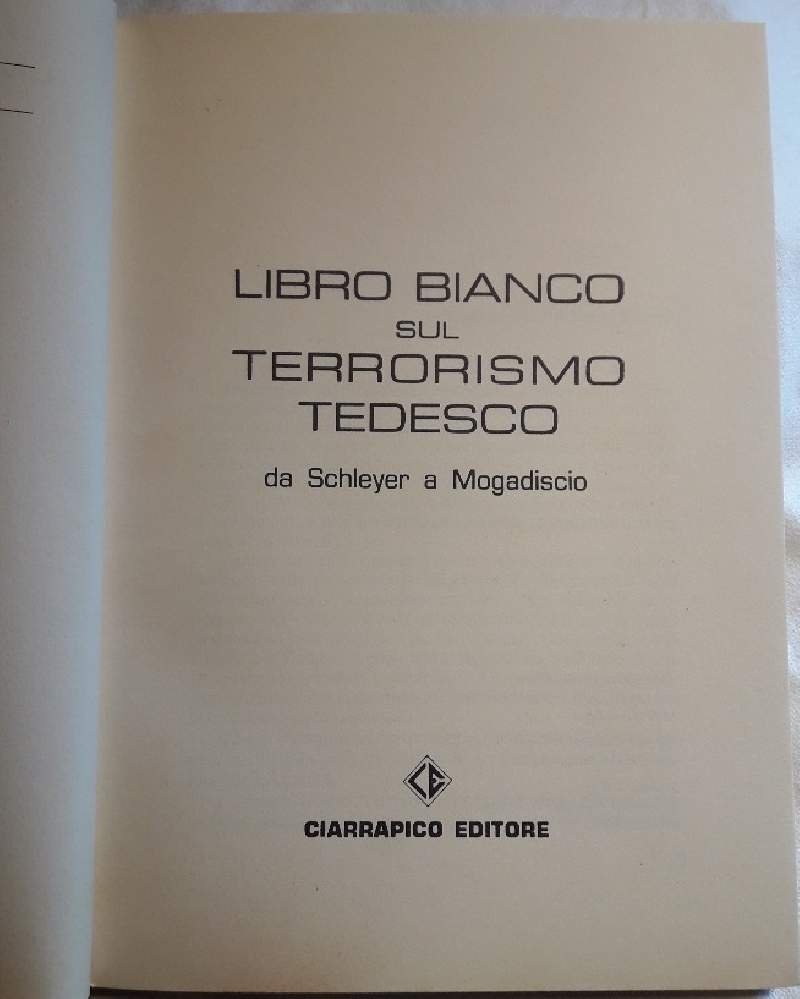 LIBRO BIANCO
SUL
TERRORISMO
TEDESCO
da Schleyer a Mogadiscio
CE
CIARRAPICO EDITORE